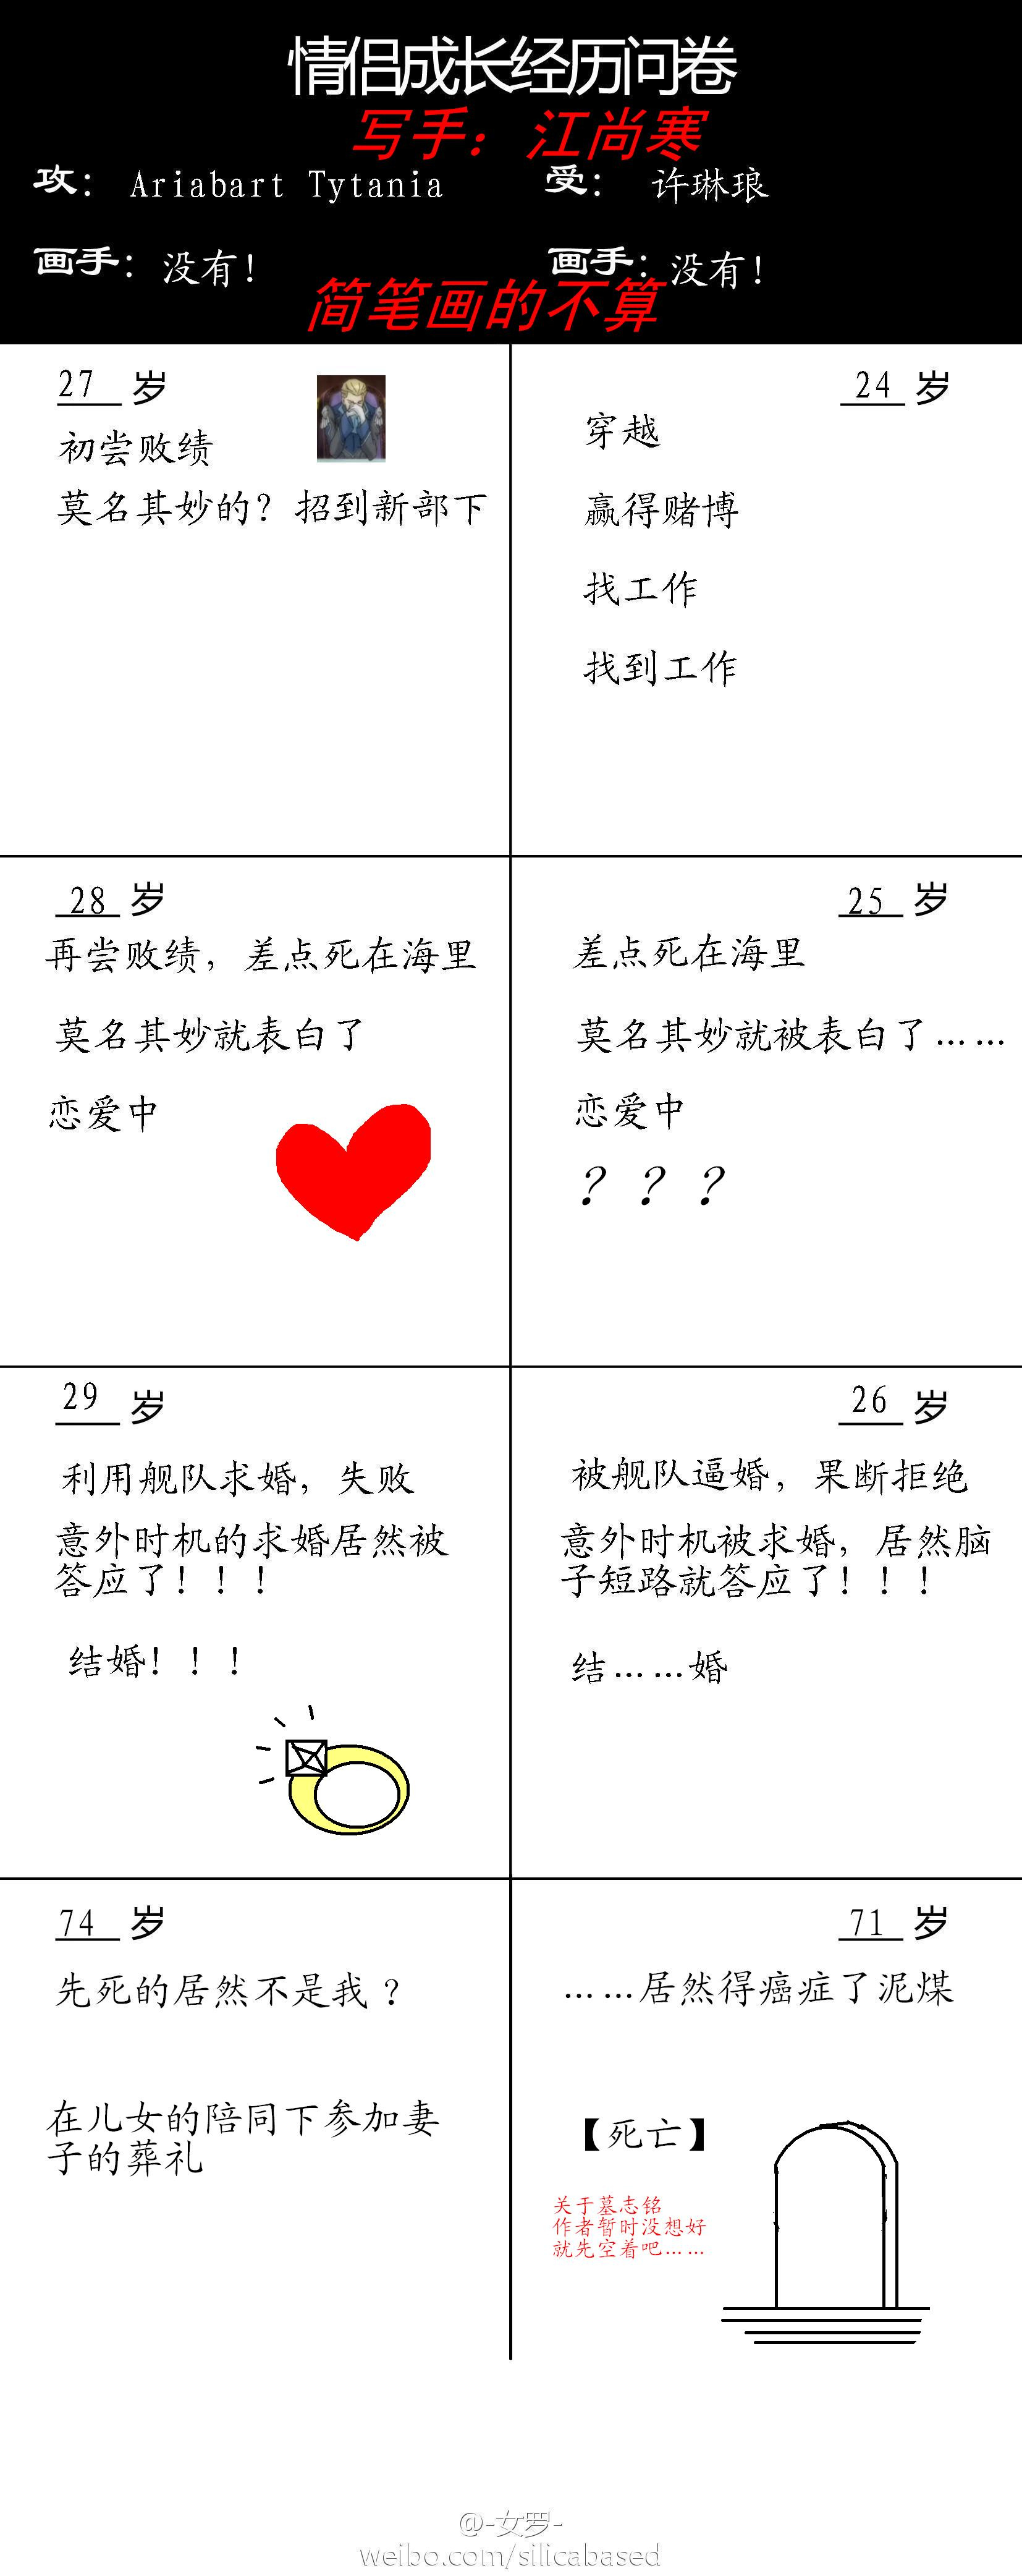 情侣成长经历问卷
写手：江尚寒
攻： Ariabart Tytania
受： 许琳琅
画手：没有！
画手：没有！
简笔画的不算
27 岁
初尝败绩
莫名其妙的？招到新部下
24 岁
穿越
赢得赌博
找工作
找到工作
28 岁
再尝败绩，差点死在海里
莫名其妙就表白了
恋爱中
25 岁
差点死在海里
莫名其妙就被表白了……
恋爱中
？？？
29 岁
利用舰队求婚，失败
意外时机的求婚居然被
答应了！！！
结婚！！！
26 岁
被舰队逼婚，果断拒绝
意外时机被求婚，居然脑
子短路就答应了！！！
结……婚
74 岁
先死的居然不是我？
在儿女的陪同下参加妻
子的葬礼
71 岁
……居然得癌症了泥煤
【死亡】
关于墓志铭
作者暂时没想好
就先空着吧……
@-女罗-
weibo.com/silicabased